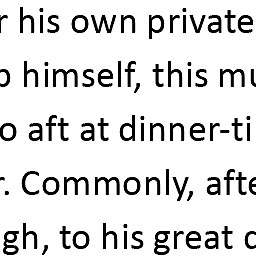 r his own private
p himself, this mu
o aft at dinner-ti
r. Commonly, afte
gh, to his great